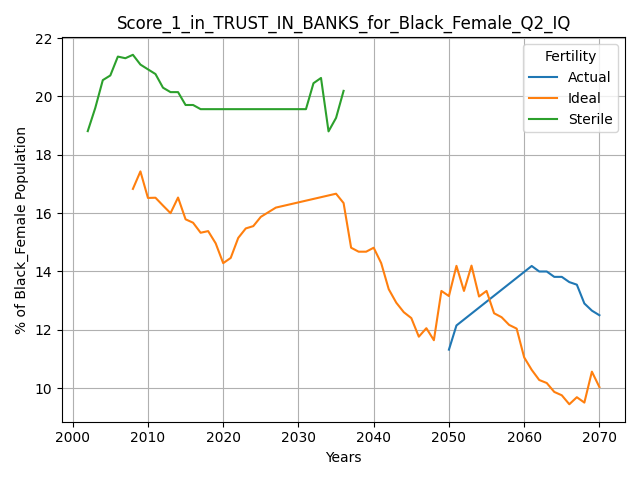 Score_1_in_TRUST_IN_BANKS_for_Black_Female_Q2_IQ
% of Black_Female Population
22
20
18
16
14
12
10
Fertility
Actual
Ideal
Sterile
2000 2010 2020 2030 2040 2050 2060 2070
Years